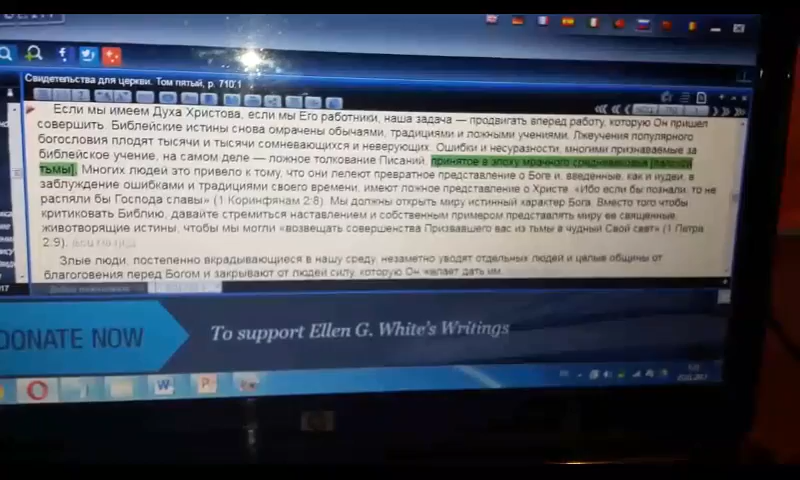 Свидетельства для церкви. Том пятый, p. 710.1
Если мы имеем Духа Христова, если мы Его работники, наша задача — продвигать вперед работу, которую Он пришел
совершить. Библейские истины снова омрачены обычаями, традициями и ложными учениями. Лжеучения популярного
богословия плодят тысячи и тысячи сомневающихся и неверующих. Ошибки и несуразности, многими признаваемые за
библейское учение, на самом деле — ложное толкование Писаний, принятое в эпоху мрачного средневековья
тьмы]. Многих людей это привело к тому, что они лелеют превратное представление о Боге и, введенные, как и иудеи, в
заблуждение ошибками и традициями своего времени, имеют ложное представление о Христе. «Ибо если бы познали, то не
распяли бы Господа славы» (1 Коринфянам 2:8). Мы должны открыть миру истинный характер Бога. Вместо того чтобы
критиковать Библию, давайте стремиться наставлением и собственным примером представлять миру ее священные,
животворящие истины, чтобы мы могли «возвещать совершенства Призвавшего вас из тьмы в чудный Свой свет» (1 Петра
2:9).
Злые люди, постепенно вкрадывающиеся в нашу среду, незаметно уводят отдельных людей и целые общины от
благоговения перед Богом и закрывают от людей силу, которую Он желает дать им.
DONATE NOW
To support Ellen G. White's Writings